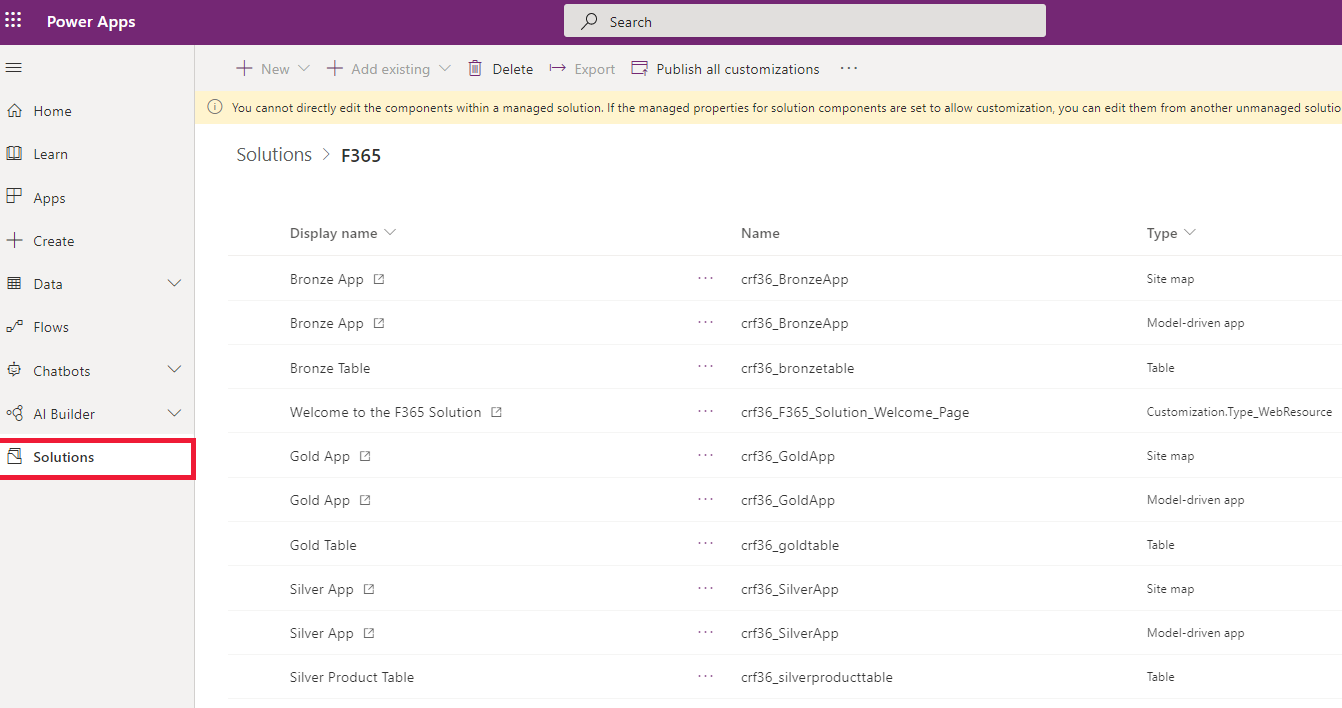 Power Apps
Search
New
Add existing
Delete
Export
Publish all customizations
Home
Learn
Apps
Create
Data
Flows
Chatbots
AI Builder
Solutions
You cannot directly edit the components within a managed solution. If the managed properties for solution components are set to allow customization, you can edit them from another unmanaged solutio
Solutions > F365
Display name Name Type
Bronze App crf36_BronzeApp Site map
Bronze App crf36_BronzeApp Model-driven app
Bronze Table crf36_bronzetable Table
Welcome to the F365 Solution crf36_F365_Solution_Welcome_Page Customization.Type_WebResource
Gold App crf36_GoldApp Site map
Gold App crf36_GoldApp Model-driven app
Gold Table crf36_goldtable Table
Silver App crf36_SilverApp Site map
Silver App crf36_SilverApp Model-driven app
Silver Product Table crf36_silverproducttable Table